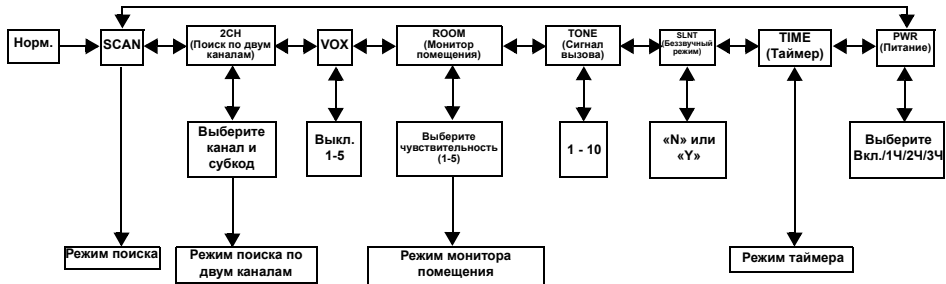 Норм.
SCAN
2CH
(Поиск по двум
каналам)
VOX
ROOM
(Монитор
помещения)
TONE
(Сигнал
вызова)
SLNT
(Беззвучный
режим)
TIME
(Таймер)
PWR
(Питание)
Выберите
канал и
субкод
Выкл.
1-5
Выберите
чувствительность
(1-5)
1 - 10
«N» или
«Y»
Выберите
Вкл./1Ч/2Ч/3Ч
Режим поиска
Режим поиска по
двум каналам
Режим монитора
помещения
Режим таймера